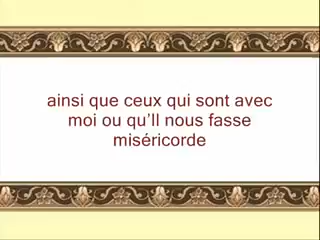 ainsi que ceux qui sont avec
moi ou qu’Il nous fasse
miséricorde